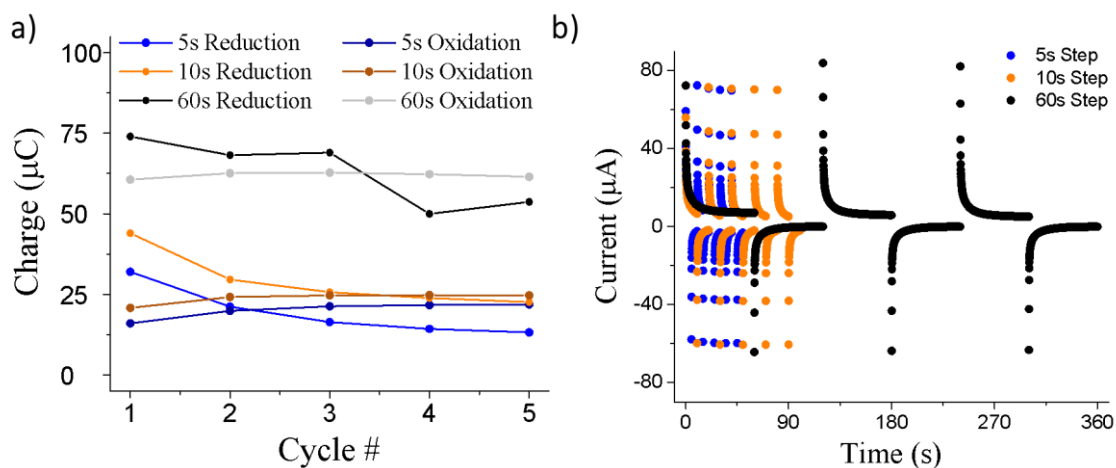 a)
5s Reduction
5s Oxidation
10s Reduction
10s Oxidation
60s Reduction
60s Oxidation
Charge (μC)
100
75
50
25
0
1 2 3 4 5
Cycle #
b)
5s Step
10s Step
60s Step
Current (μA)
80
40
0
-40
-80
0 90 180 270 360
Time (s)